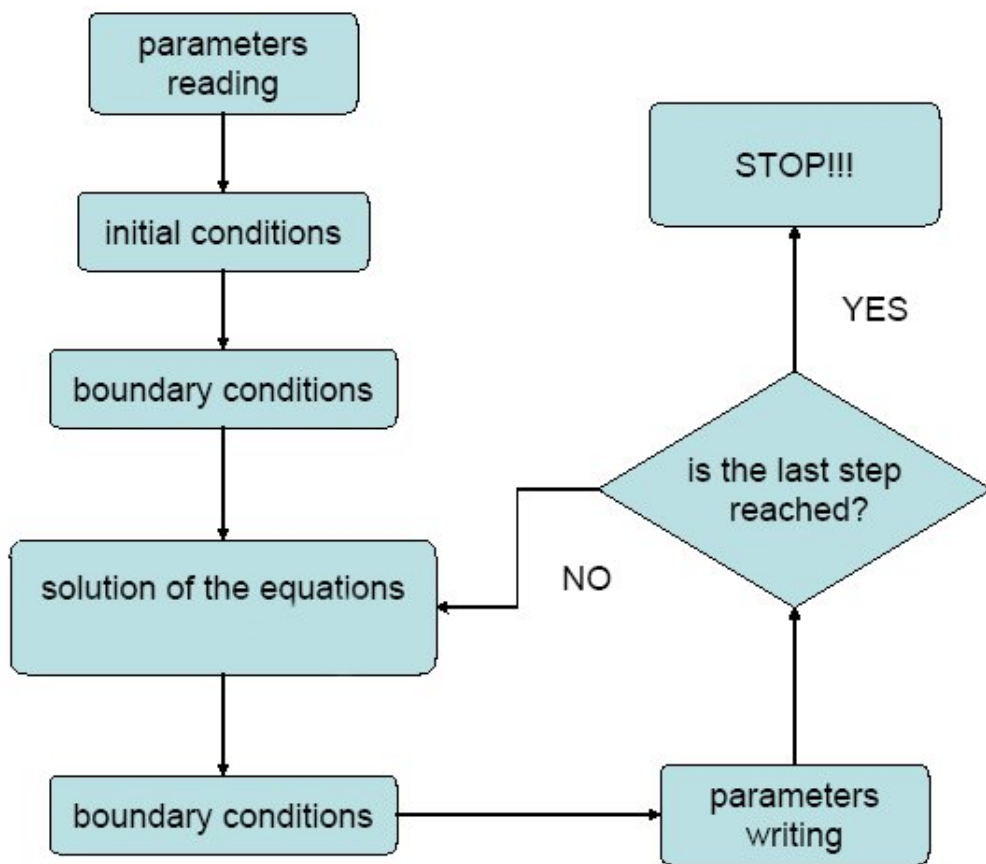 parameters
reading
initial conditions
boundary conditions
solution of the equations
boundary conditions
parameters
writing
is the last step
reached?
NO
YES
STOP!!!